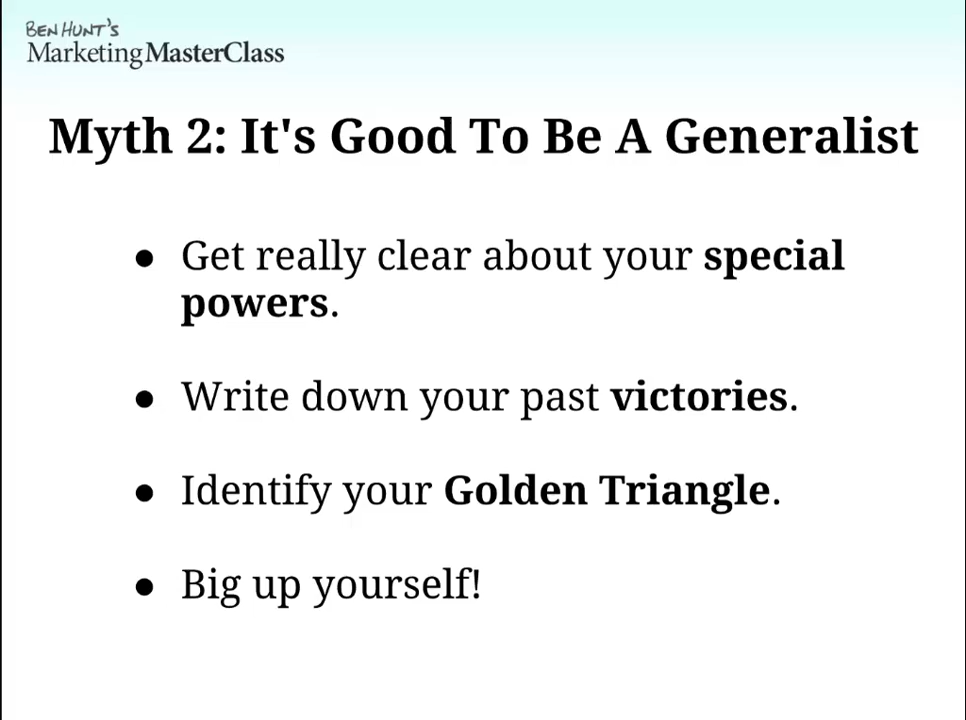 BEN HUNT'S
Marketing MasterClass
Myth 2: It's Good To Be A Generalist
● Get really clear about your special
powers.
● Write down your past victories.
● Identify your Golden Triangle.
● Big up yourself!